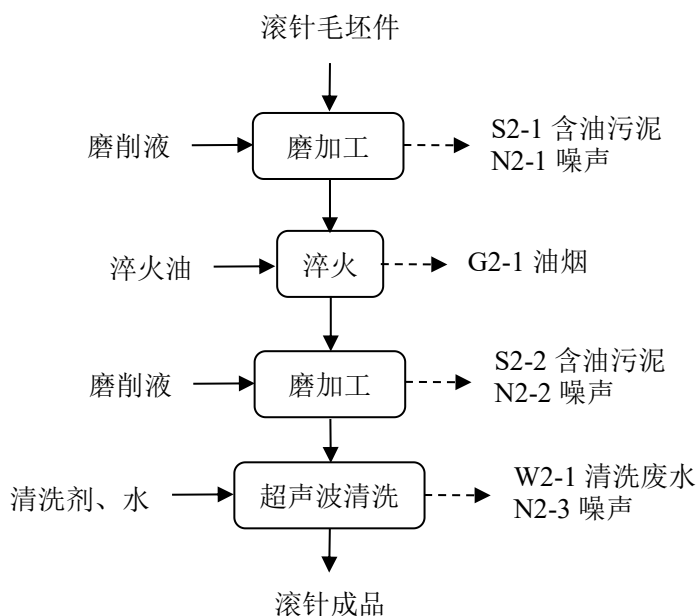 滚针毛坯件
磨削液
磨加工
S2-1 含油污泥
N2-1 噪声
淬火油
淬火
G2-1 油烟
磨削液
磨加工
S2-2 含油污泥
N2-2 噪声
清洗剂、水
超声波清洗
W2-1 清洗废水
N2-3 噪声
滚针成品